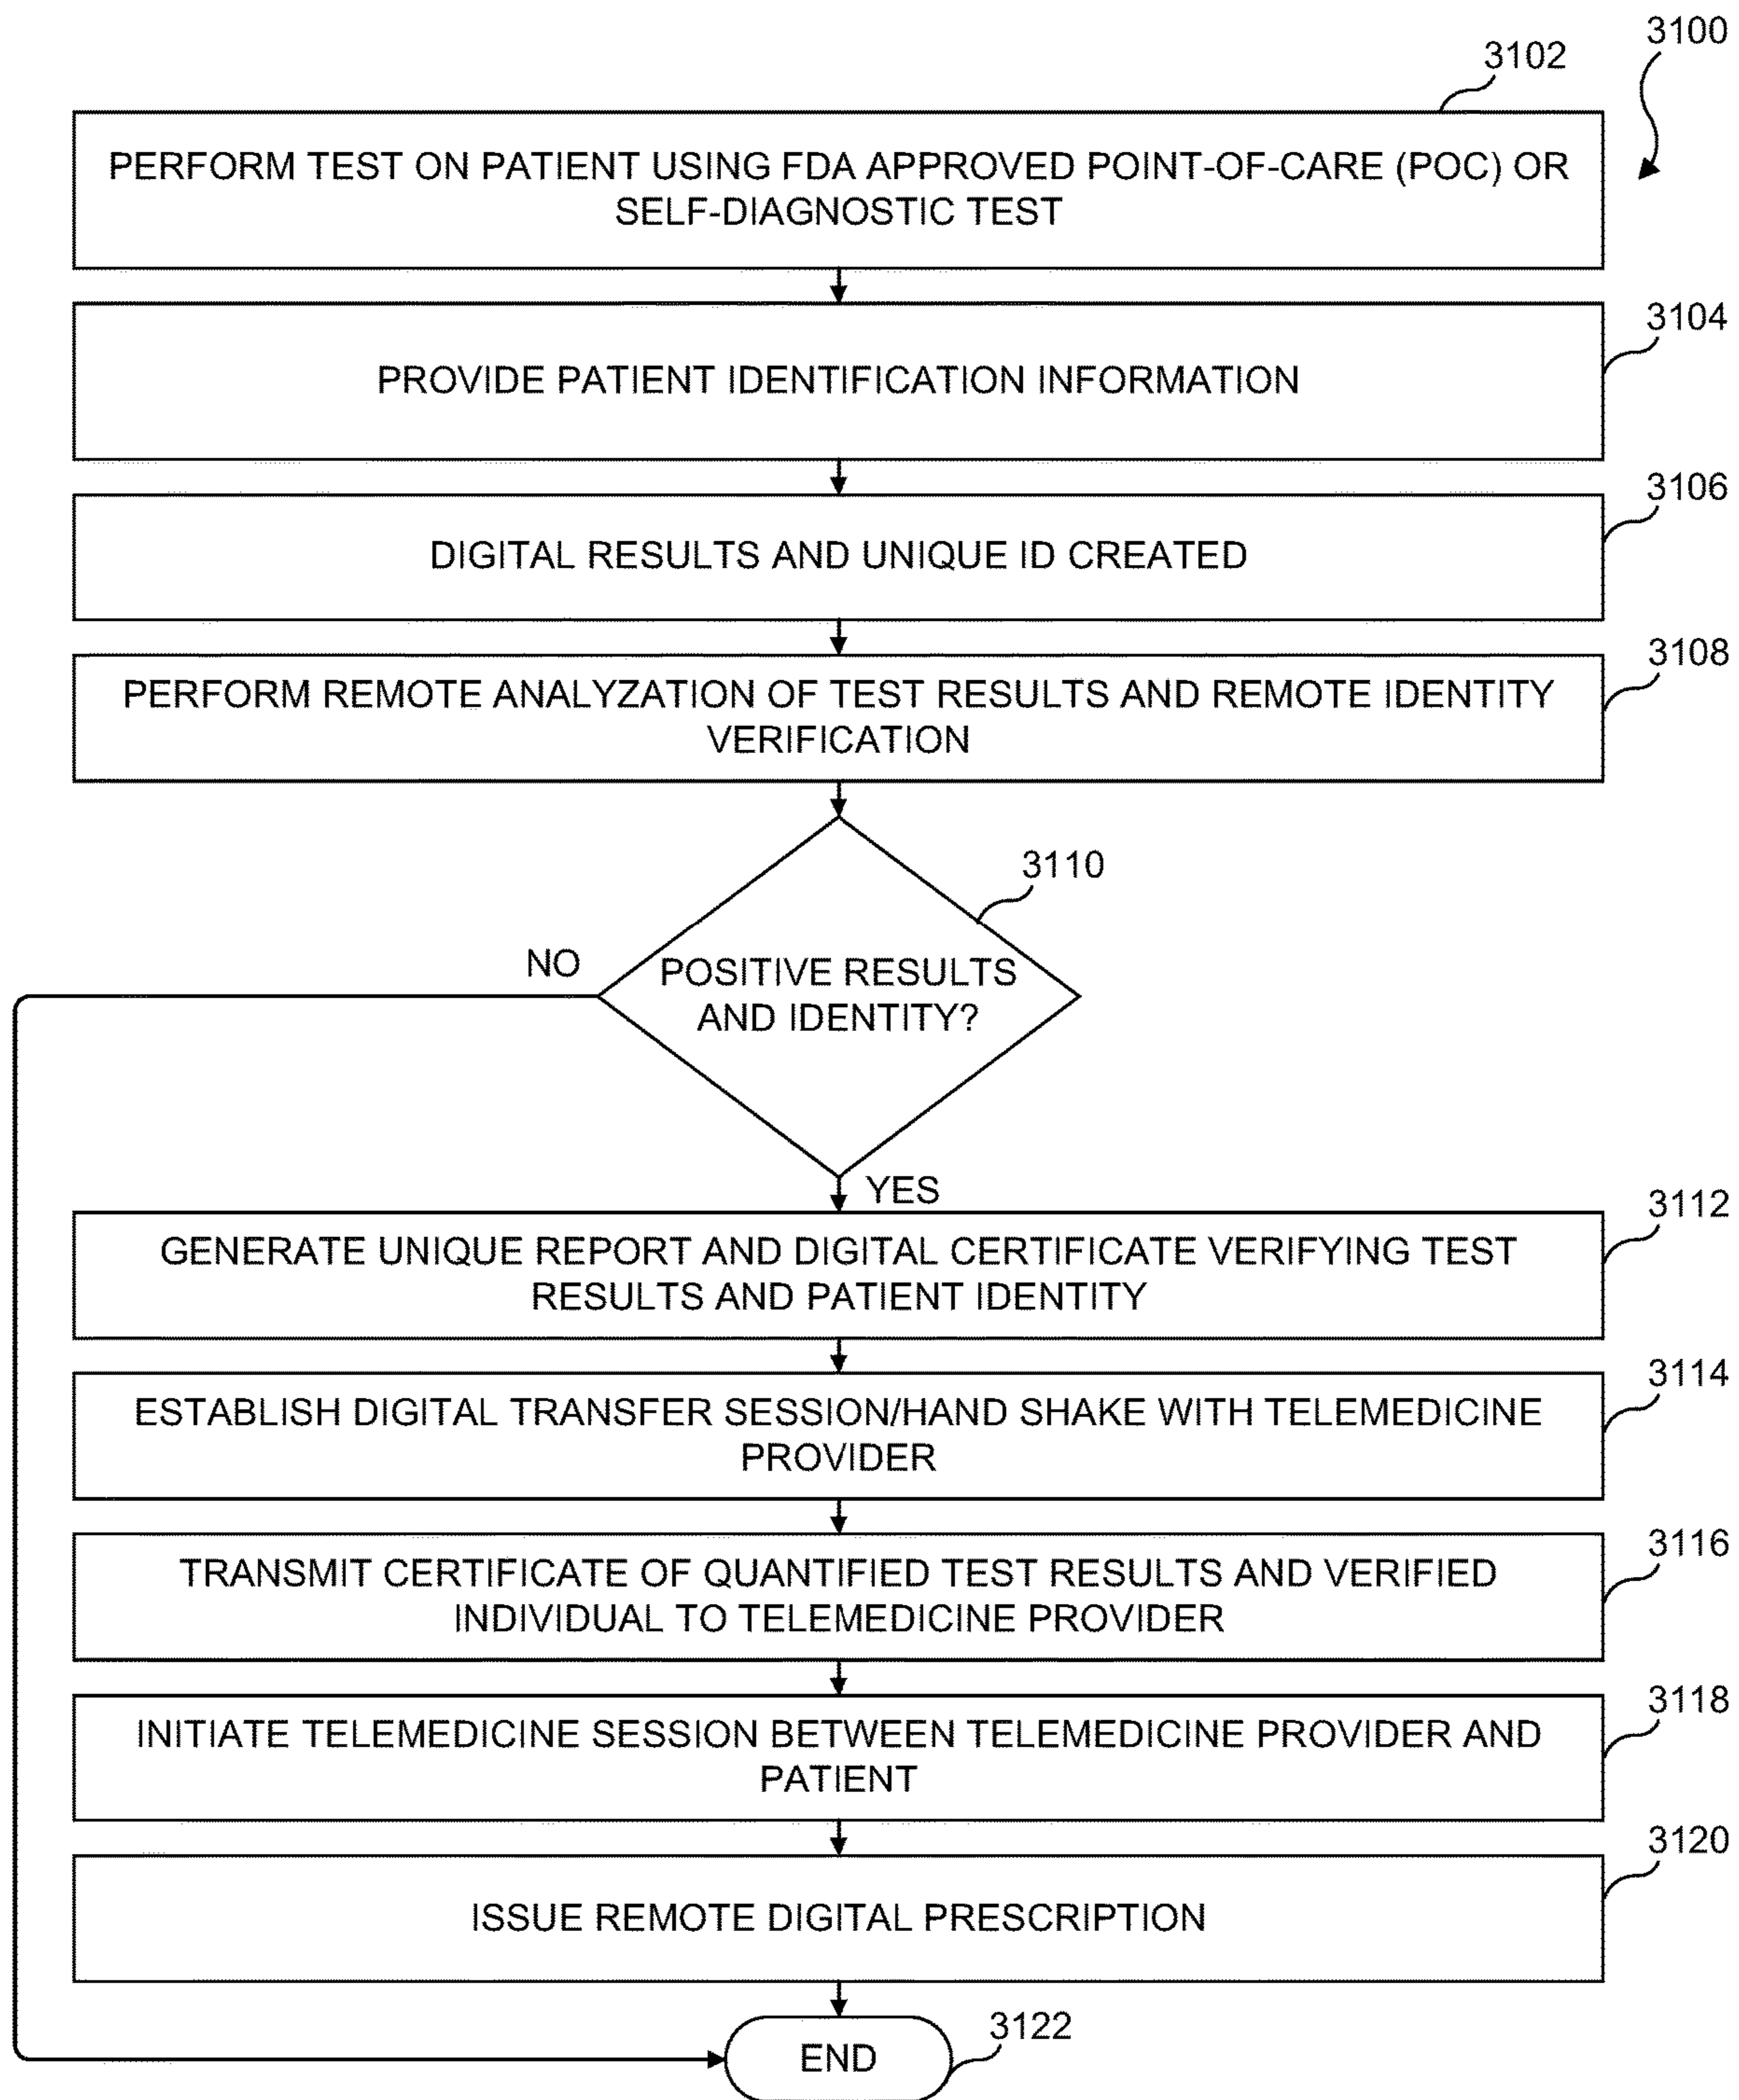 3100
3102
PERFORM TEST ON PATIENT USING FDA APPROVED POINT-OF-CARE (POC) OR
SELF-DIAGNOSTIC TEST
3104
PROVIDE PATIENT IDENTIFICATION INFORMATION
3106
DIGITAL RESULTS AND UNIQUE ID CREATED
3108
PERFORM REMOTE ANALYZATION OF TEST RESULTS AND REMOTE IDENTITY
VERIFICATION
3110
NO
POSITIVE RESULTS
AND IDENTITY?
YES
3112
GENERATE UNIQUE REPORT AND DIGITAL CERTIFICATE VERIFYING TEST
RESULTS AND PATIENT IDENTITY
3114
ESTABLISH DIGITAL TRANSFER SESSION/HAND SHAKE WITH TELEMEDICINE
PROVIDER
3116
TRANSMIT CERTIFICATE OF QUANTIFIED TEST RESULTS AND VERIFIED
INDIVIDUAL TO TELEMEDICINE PROVIDER
3118
INITIATE TELEMEDICINE SESSION BETWEEN TELEMEDICINE PROVIDER AND
PATIENT
3120
ISSUE REMOTE DIGITAL PRESCRIPTION
3122
END